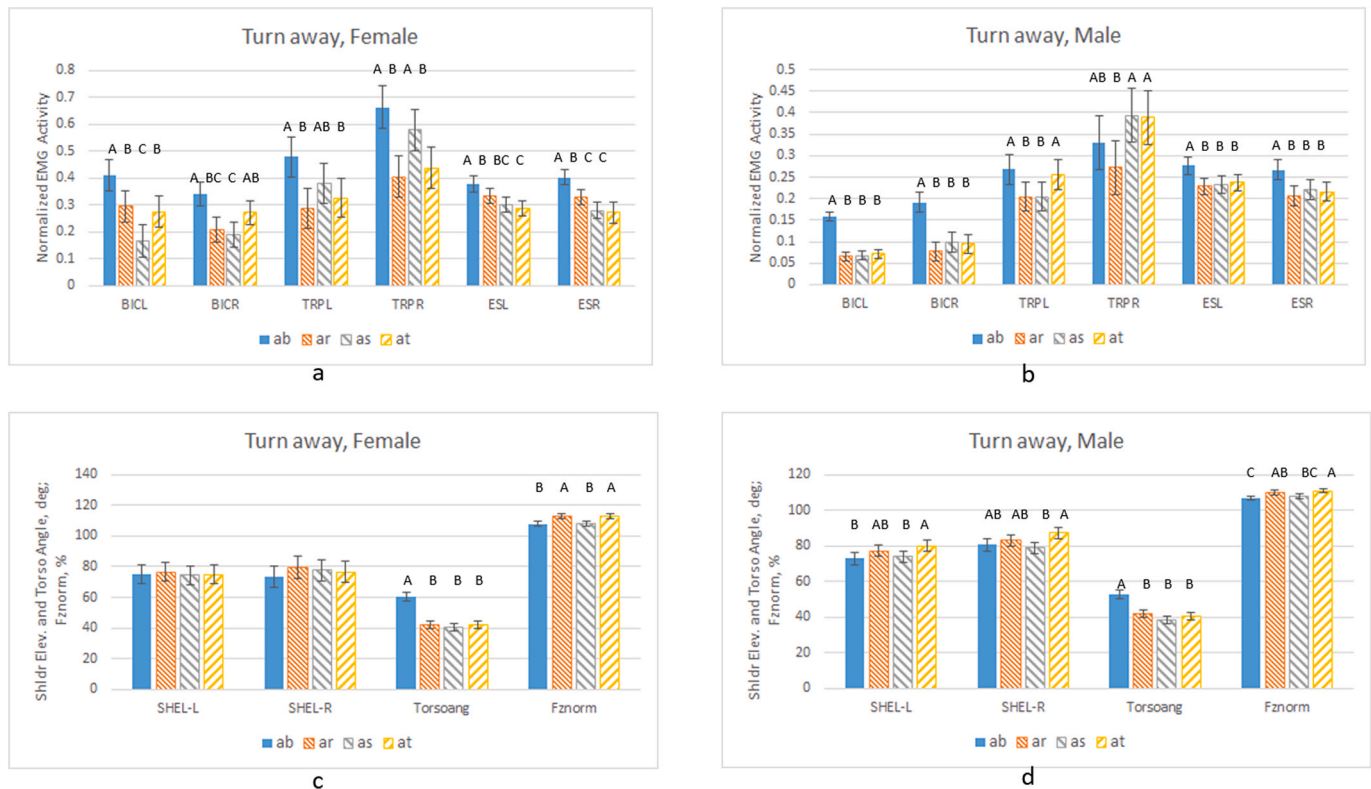 Turn away, Female
Normalized EMG Activity
0.8
0.7
0.6
0.5
0.4
0.3
0.2
0.1
0
A B C B
A BC C AB
A B AB B
A B A B
A B BC C
A B C C
BICL BICR TRPL TRPR ESL ESR
ab ar as at
a
Turn away, Male
Normalized EMG Activity
0.5
0.45
0.4
0.35
0.3
0.25
0.2
0.15
0.1
0.05
0
A B B B
A B B B
A B B A
AB B A A
A B B B
A B B B
BICL BICR TRPL TRPR ESL ESR
ab ar as at
b
Turn away, Female
Shldr Elev. and Torso Angle, deg;
Fznorm, %
140
120
100
80
60
40
20
0
A B B B
B A B A
SHEL-L SHEL-R Torsoang Fznorm
ab ar as at
c
Turn away, Male
Shldr Elev. and Torso Angle, deg;
Fznorm, %
120
100
80
60
40
20
0
B AB B A
AB AB B A
A B B B
C AB BC A
SHEL-L SHEL-R Torsoang Fznorm
ab ar as at
d